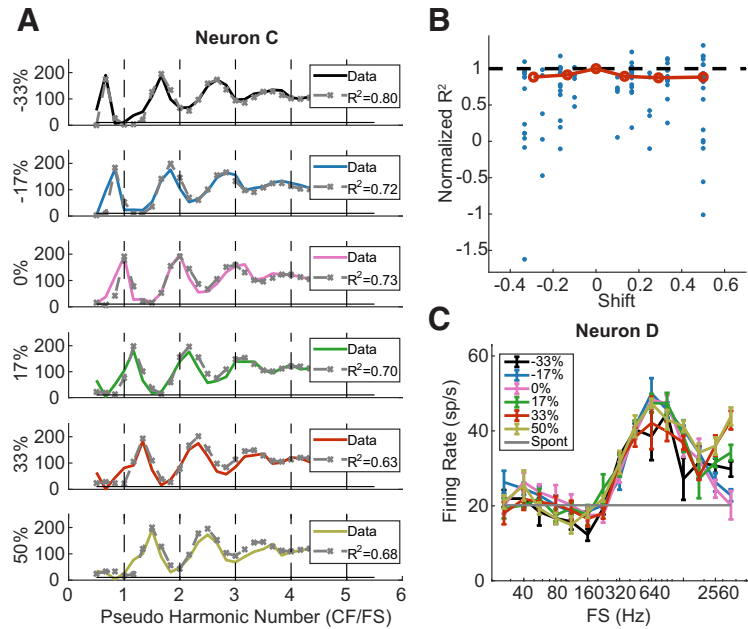 A
Neuron C
-33%
200
100
0
Data
R²=0.80
-17%
200
100
0
Data
R²=0.72
0%
200
100
0
Data
R²=0.73
17%
200
100
0
Data
R²=0.70
33%
200
100
0
Data
R²=0.63
50%
200
100
0
Data
R²=0.68
0 1 2 3 4 5 6
Pseudo Harmonic Number (CF/FS)
B
Normalized R²
1
0.5
0
-0.5
-1
-1.5
-0.4 -0.2 0 0.2 0.4 0.6
Shift
C
Neuron D
Firing Rate (sp/s)
60
40
20
0
-33%
-17%
0%
17%
33%
50%
Spont
40 80 160 320 640 2560
FS (Hz)